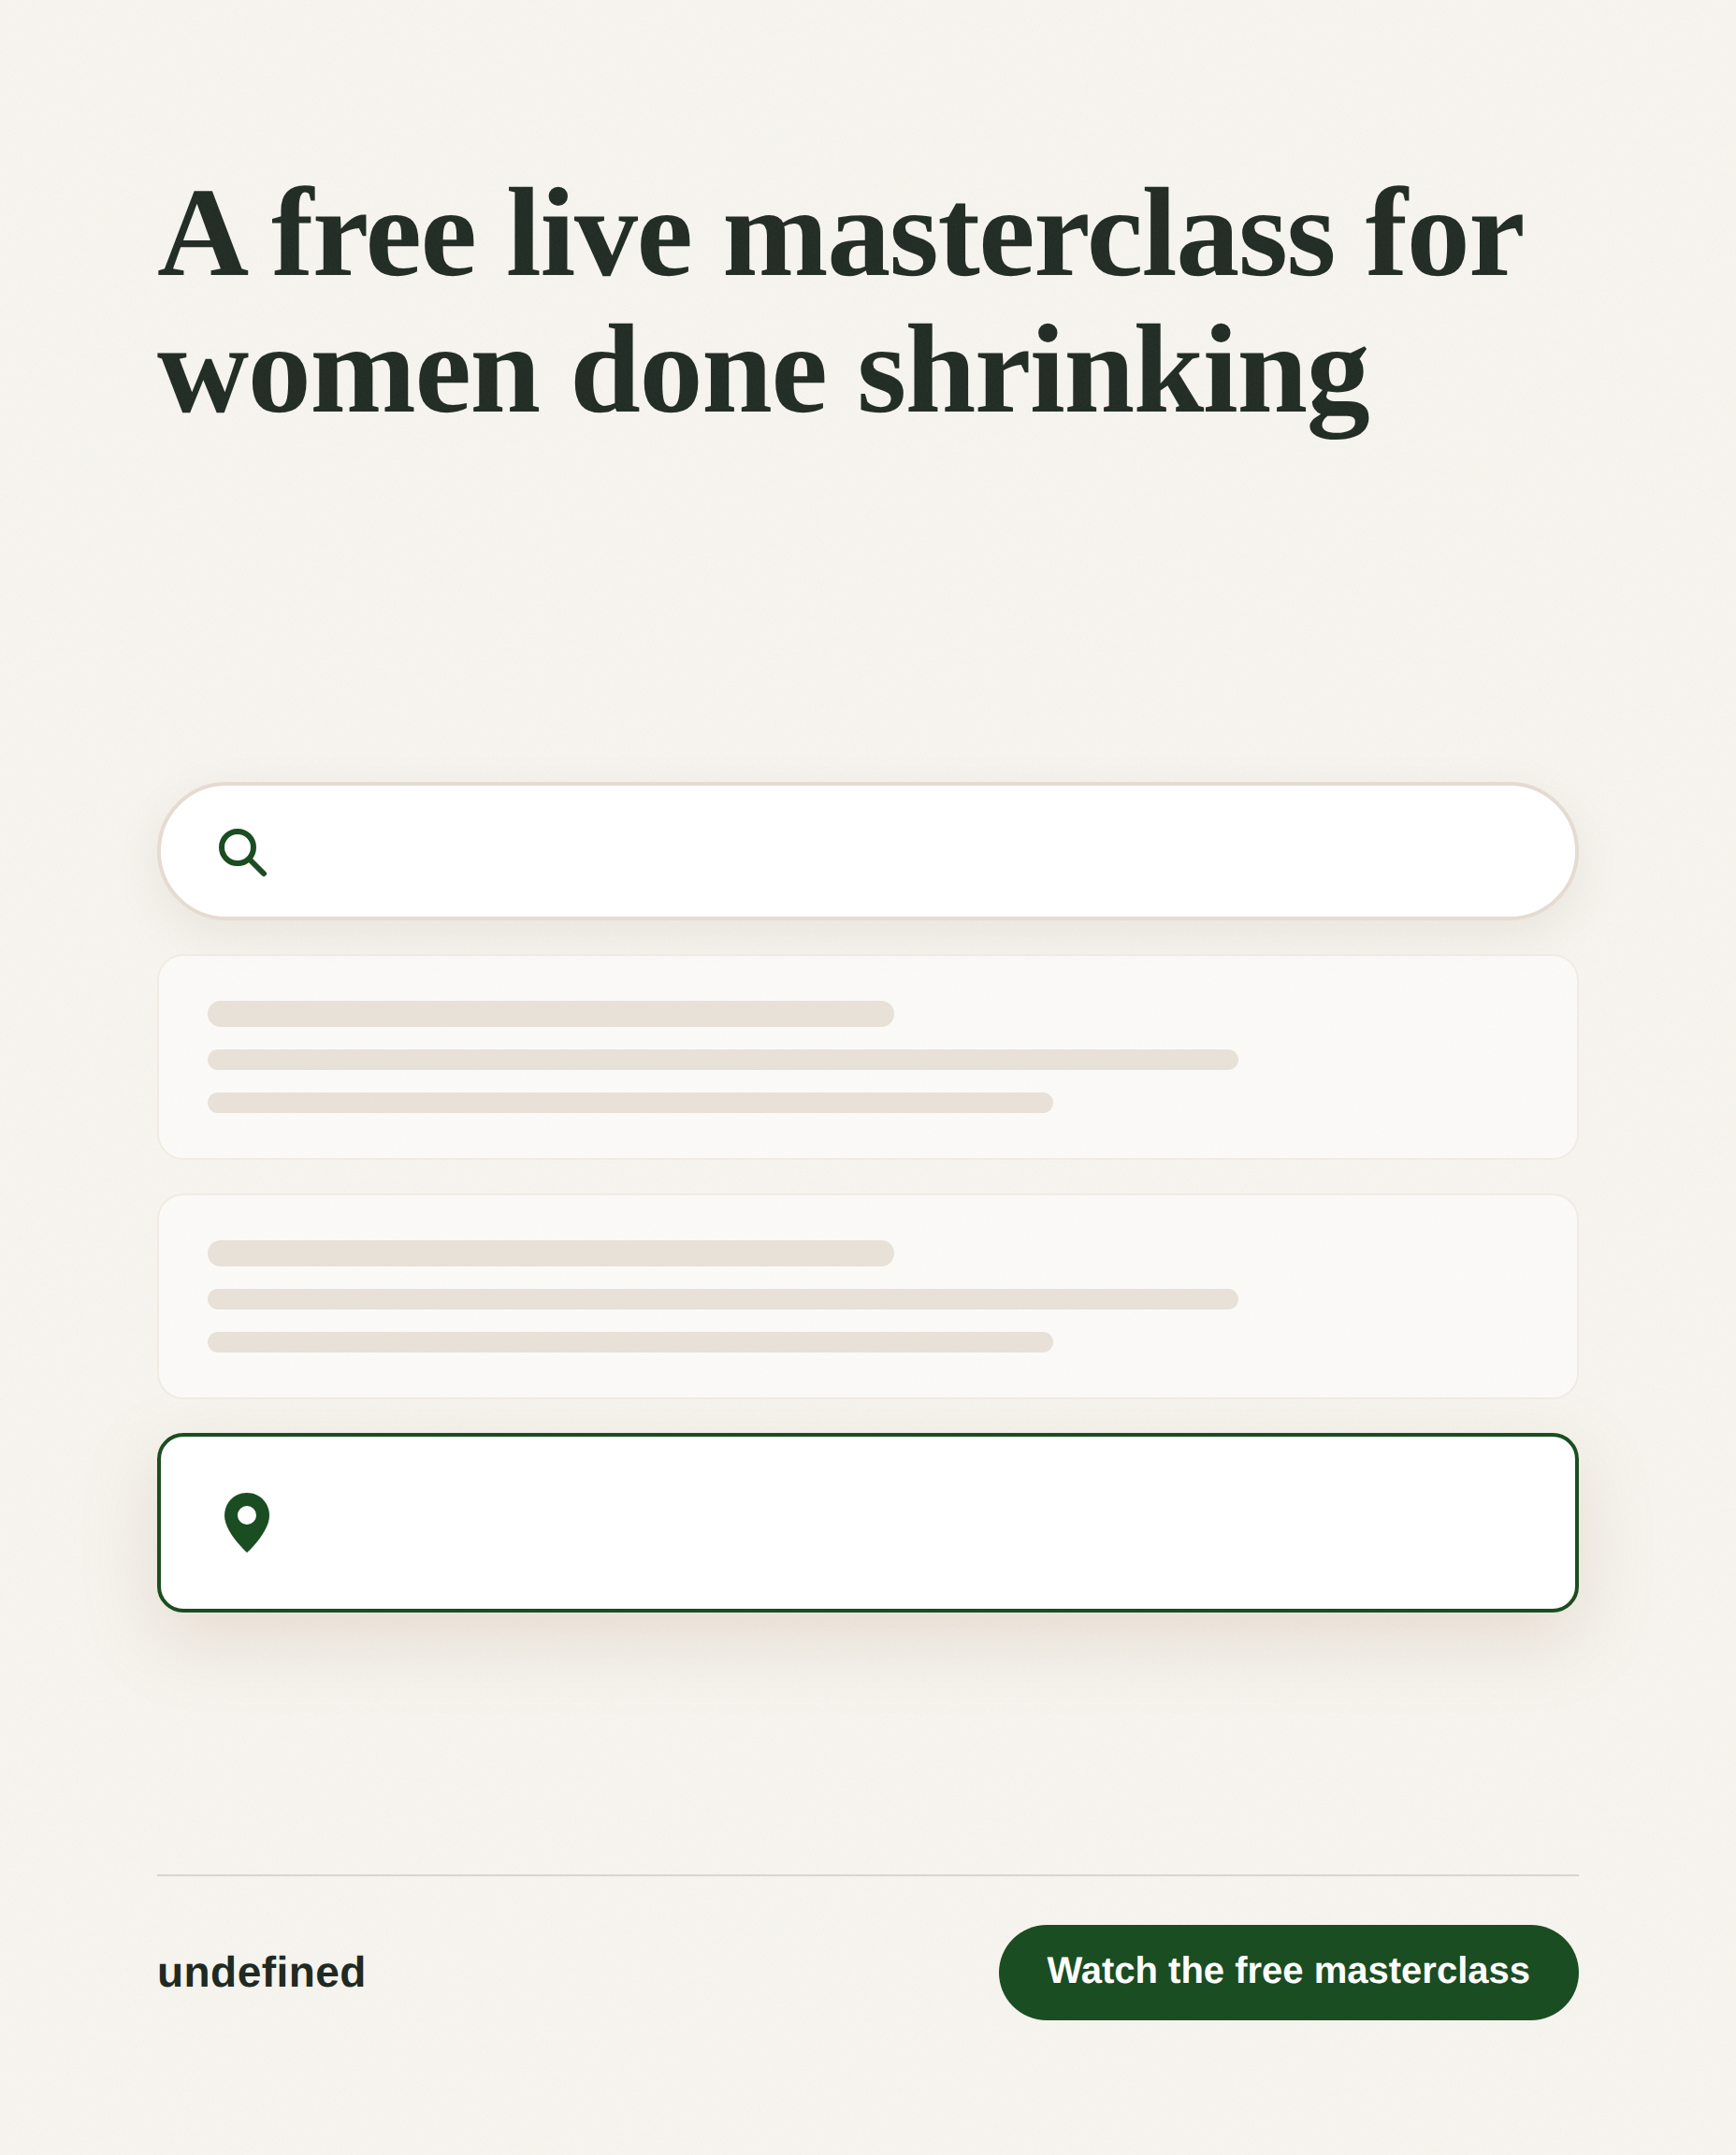 A free live masterclass for
women done shrinking
undefined
Watch the free masterclass